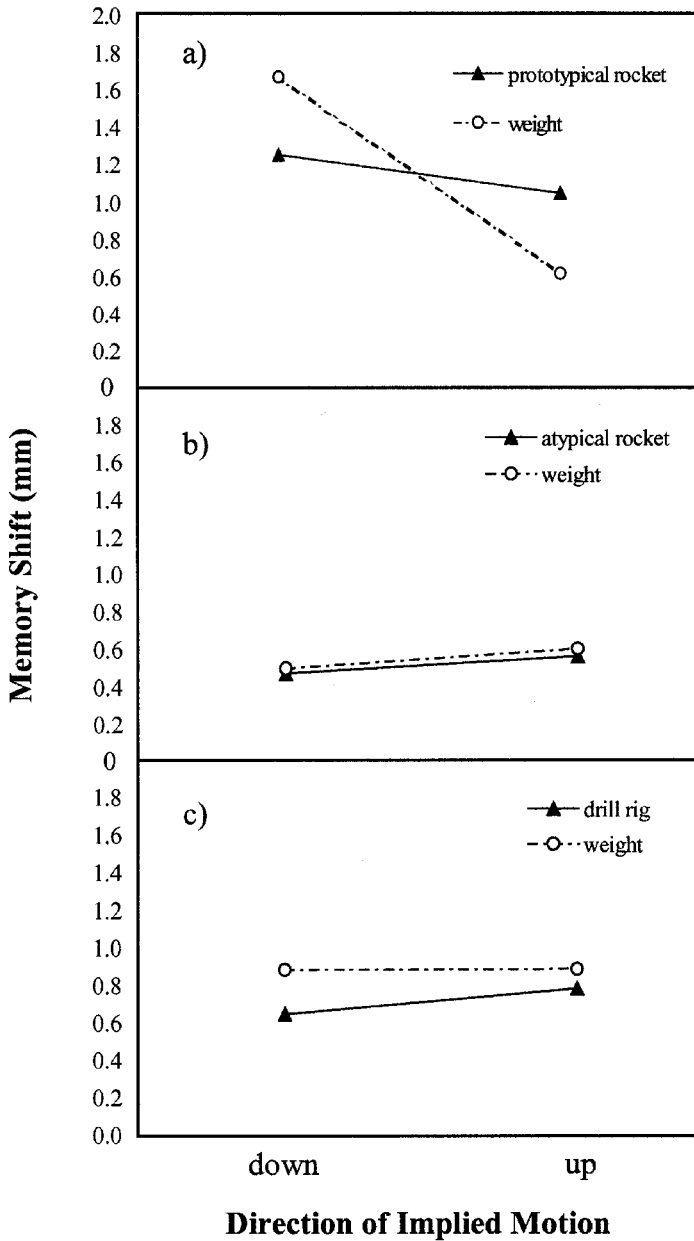 2.0
a)
prototypical rocket
1.8
1.6
weight
1.4
1.2
1.0
0.8
0.6
0.4
0.2
0
b)
atypical rocket
1.8
weight
1.6
1.4
1.2
1.0
0.8
0.6
0.4
0.2
0
Memory Shift (mm)
c)
drill rig
1.8
weight
1.6
1.4
1.2
1.0
0.8
0.6
0.4
0.2
0.0
down up
Direction of Implied Motion